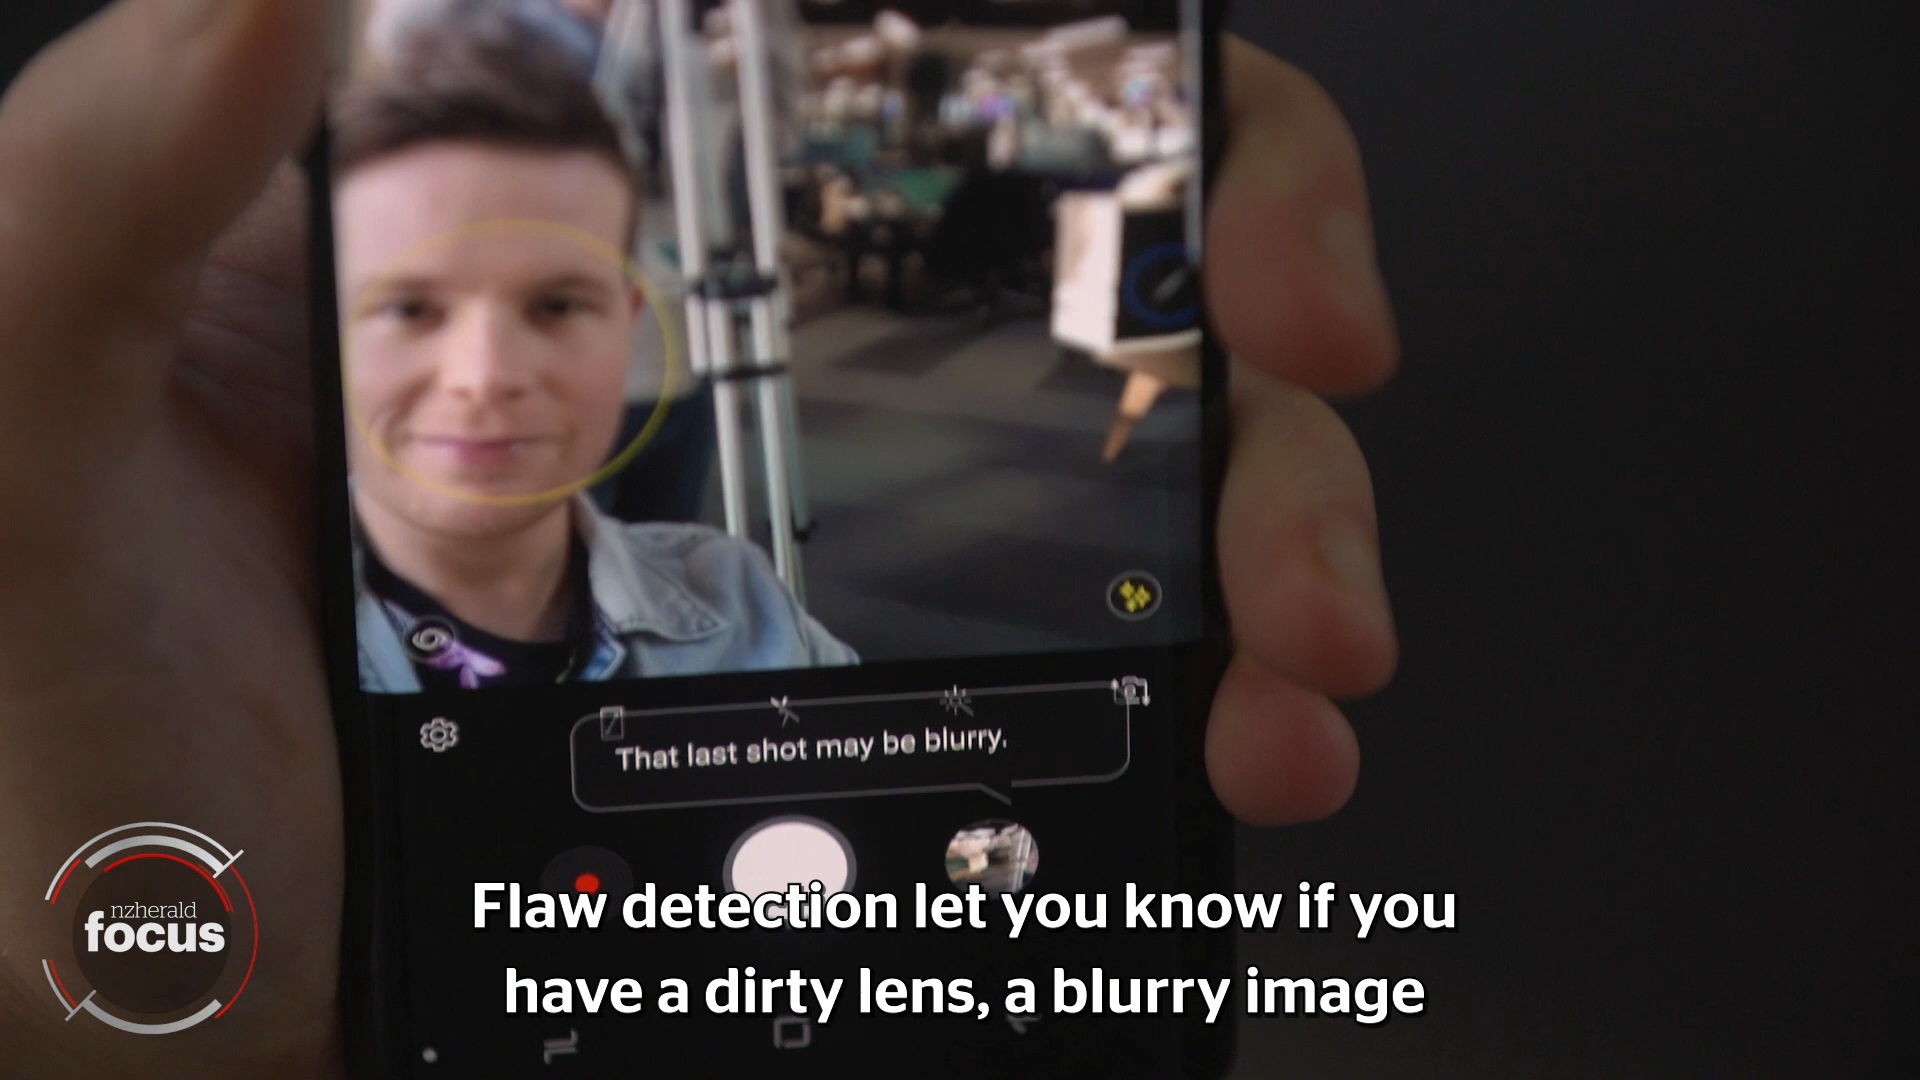 That last shot may be blurry.
nzherald
focus
Flaw detection let you know if you
have a dirty lens, a blurry image